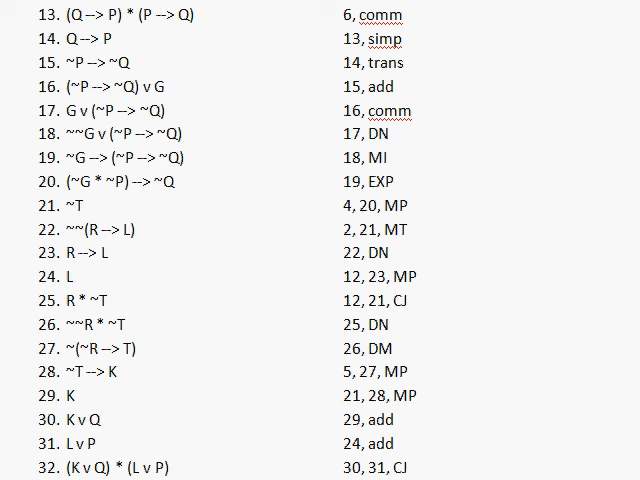 13. (Q --> P) * (P --> Q) 6, comm
14. Q --> P 13, simp
15. ~P --> ~Q 14, trans
16. (~P --> ~Q) v G 15, add
17. G v (~P --> ~Q) 16, comm
18. ~~G v (~P --> ~Q) 17, DN
19. ~G --> (~P --> ~Q) 18, MI
20. (~G * ~P) --> ~Q 19, EXP
21. ~T 4, 20, MP
22. ~~(R --> L) 2, 21, MT
23. R --> L 22, DN
24. L 12, 23, MP
25. R * ~T 12, 21, CJ
26. ~~R * ~T 25, DN
27. ~(~R --> T) 26, DM
28. ~T --> K 5, 27, MP
29. K 21, 28, MP
30. K v Q 29, add
31. L v P 24, add
32. (K v Q) * (L v P) 30, 31, CJ